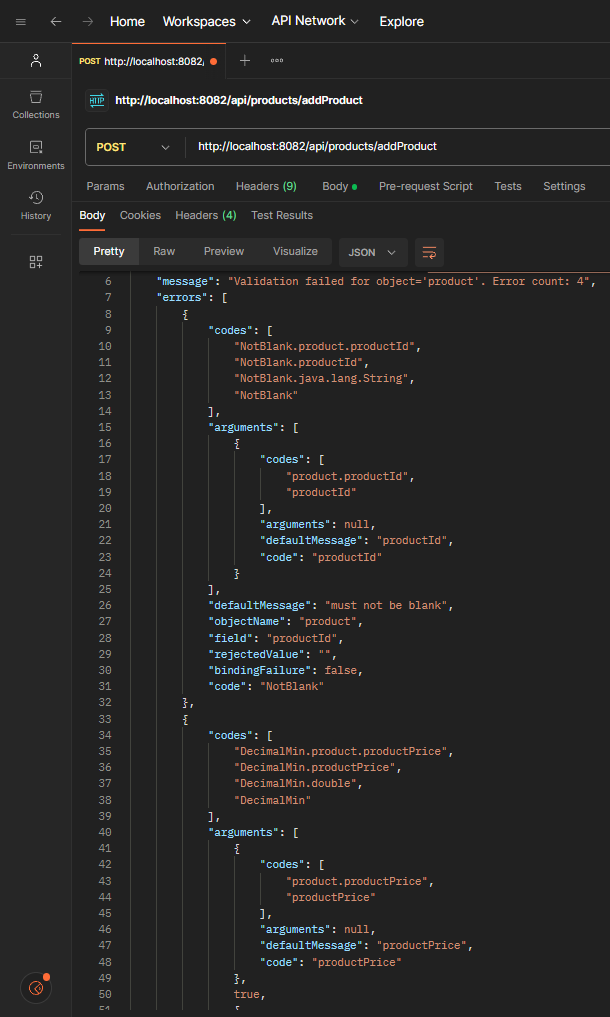 Home Workspaces API Network Explore
POST http://localhost:8082/
Collections
Environments
History
HTTP http://localhost:8082/api/products/addProduct
POST http://localhost:8082/api/products/addProduct
Params Authorization Headers (9) Body Pre-request Script Tests Settings
Body Cookies Headers (4) Test Results
Pretty Raw Preview Visualize JSON
6 "message": "Validation failed for object='product'. Error count: 4",
7 "errors": [
8 {
9 "codes": [
10 "NotBlank.product.productId",
11 "NotBlank.productId",
12 "NotBlank.java.lang.String",
13 "NotBlank"
14 ],
15 "arguments": [
16 {
17 "codes": [
18 "product.productId",
19 "productId"
20 ],
21 "arguments": null,
22 "defaultMessage": "productId",
23 "code": "productId"
24 }
25 ],
26 "defaultMessage": "must not be blank",
27 "objectName": "product",
28 "field": "productId",
29 "rejectedValue": "",
30 "bindingFailure": false,
31 "code": "NotBlank"
32 },
33 {
34 "codes": [
35 "DecimalMin.product.productPrice",
36 "DecimalMin.productPrice",
37 "DecimalMin.double",
38 "DecimalMin"
39 ],
40 "arguments": [
41 {
42 "codes": [
43 "product.productPrice",
44 "productPrice"
45 ],
46 "arguments": null,
47 "defaultMessage": "productPrice",
48 "code": "productPrice"
49 },
50 true,